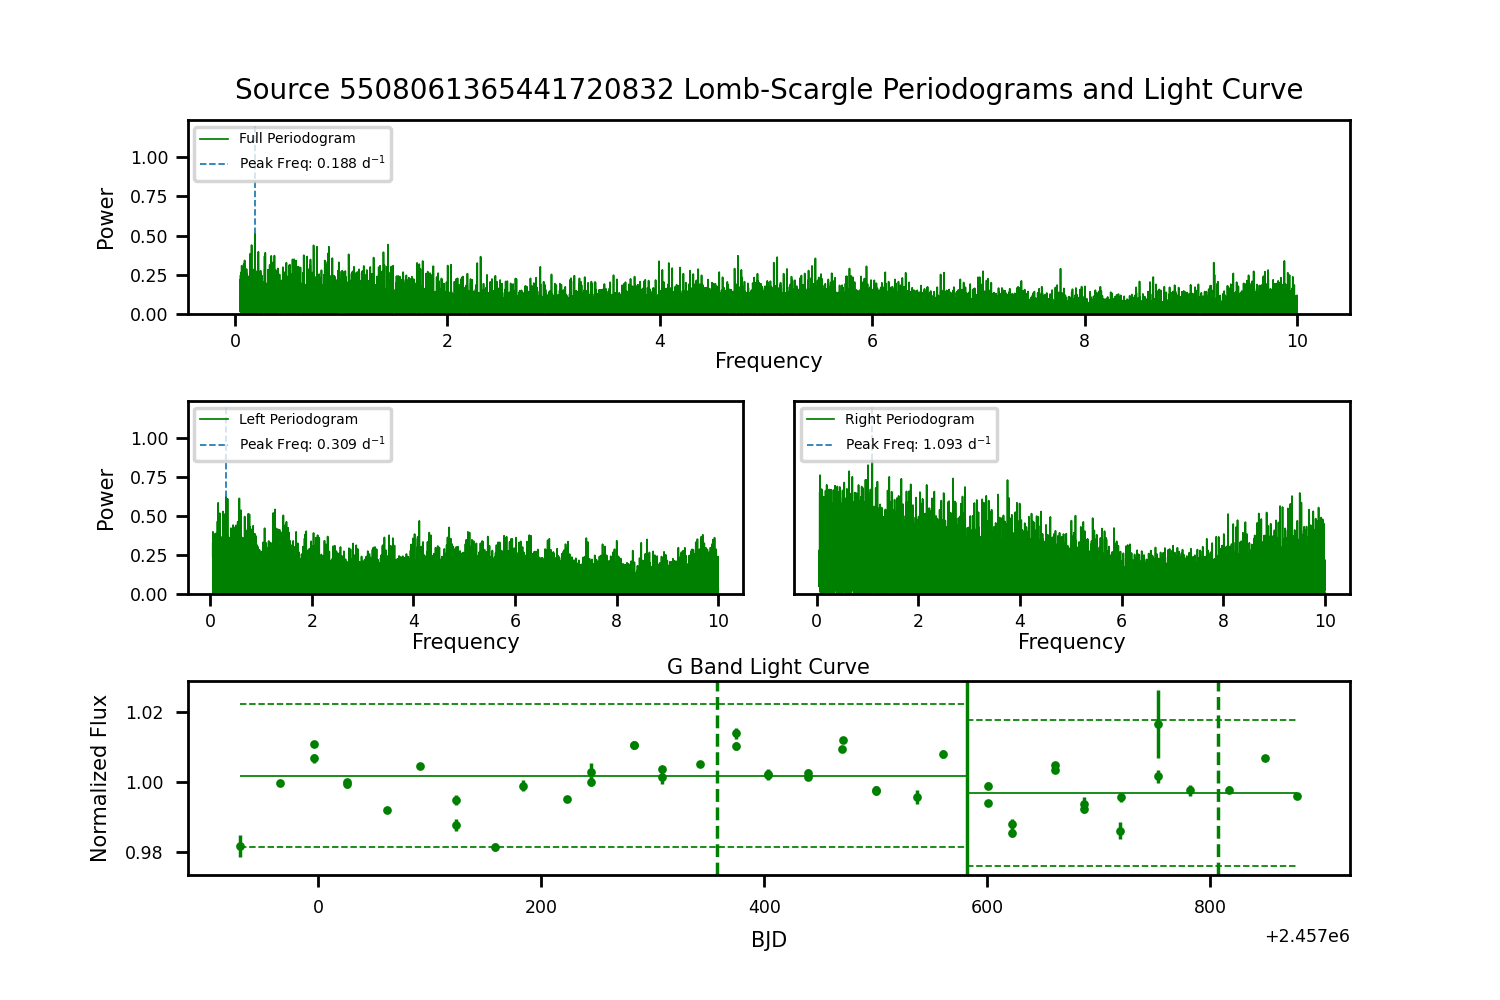 Source 5508061365441720832 Lomb-Scargle Periodograms and Light Curve
Full Periodogram
Peak Freq: 0.188 d⁻¹
Power
1.00
0.75
0.50
0.25
0.00
0 2 4 6 8 10
Frequency
Left Periodogram
Peak Freq: 0.309 d⁻¹
Power
1.00
0.75
0.50
0.25
0.00
0 2 4 6 8 10
Frequency
Right Periodogram
Peak Freq: 1.093 d⁻¹
0 2 4 6 8 10
Frequency
G Band Light Curve
Normalized Flux
1.02
1.00
0.98
0 200 400 600 800
BJD
+2.457e6